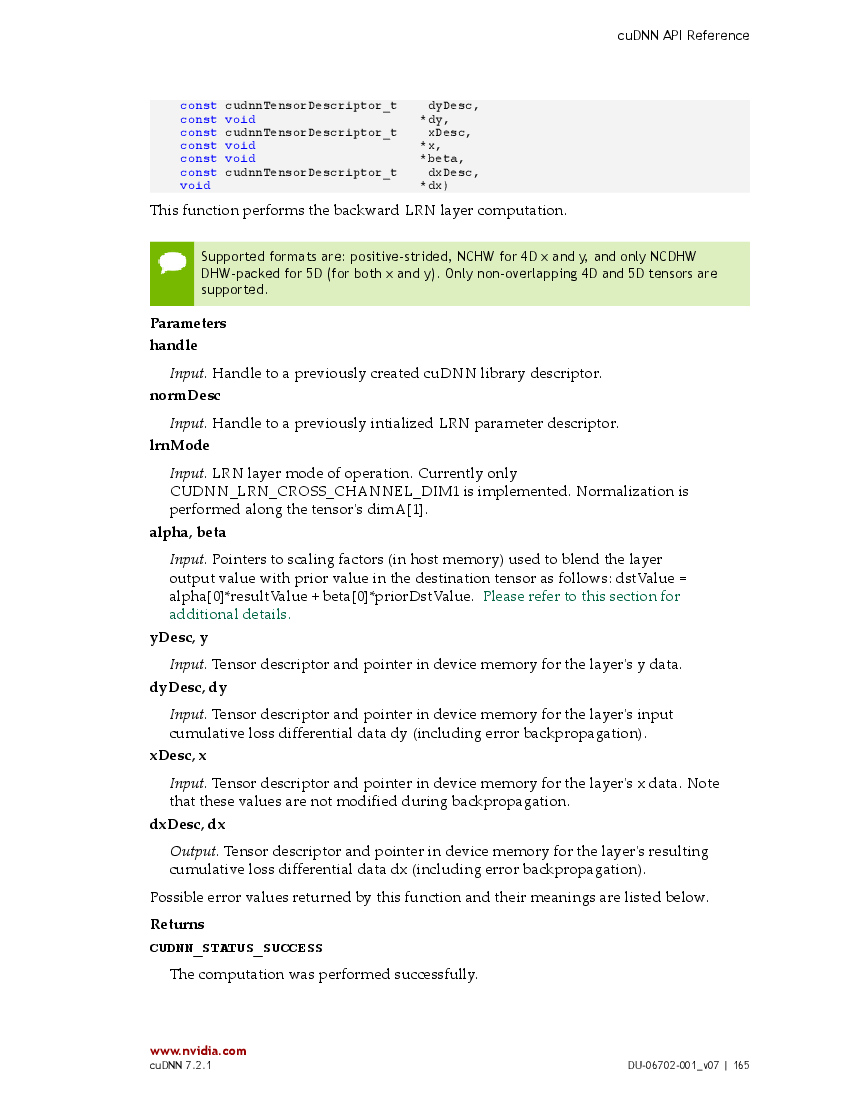 cuDNN API Reference
const cudnnTensorDescriptor_t dyDesc,
const void *dy,
const cudnnTensorDescriptor_t xDesc,
const void *x,
const void *beta,
const cudnnTensorDescriptor_t dxDesc,
void *dx)
This function performs the backward LRN layer computation.
Supported formats are: positive-strided, NCHW for 4D x and y, and only NCDHW
DHW-packed for 5D (for both x and y). Only non-overlapping 4D and 5D tensors are
supported.
Parameters
handle
Input. Handle to a previously created cuDNN library descriptor.
normDesc
Input. Handle to a previously intialized LRN parameter descriptor.
lrnMode
Input. LRN layer mode of operation. Currently only
CUDNN_LRN_CROSS_CHANNEL_DIM1 is implemented. Normalization is
performed along the tensor's dimA[1].
alpha, beta
Input. Pointers to scaling factors (in host memory) used to blend the layer
output value with prior value in the destination tensor as follows: dstValue =
alpha[0]*resultValue + beta[0]*priorDstValue. Please refer to this section for
additional details.
yDesc, y
Input. Tensor descriptor and pointer in device memory for the layer's y data.
dyDesc, dy
Input. Tensor descriptor and pointer in device memory for the layer's input
cumulative loss differential data dy (including error backpropagation).
xDesc, x
Input. Tensor descriptor and pointer in device memory for the layer's x data. Note
that these values are not modified during backpropagation.
dxDesc, dx
Output. Tensor descriptor and pointer in device memory for the layer's resulting
cumulative loss differential data dx (including error backpropagation).
Possible error values returned by this function and their meanings are listed below.
Returns
CUDNN_STATUS_SUCCESS
The computation was performed successfully.
www.nvidia.com
cuDNN 7.2.1 DU-06702-001_v07 | 165